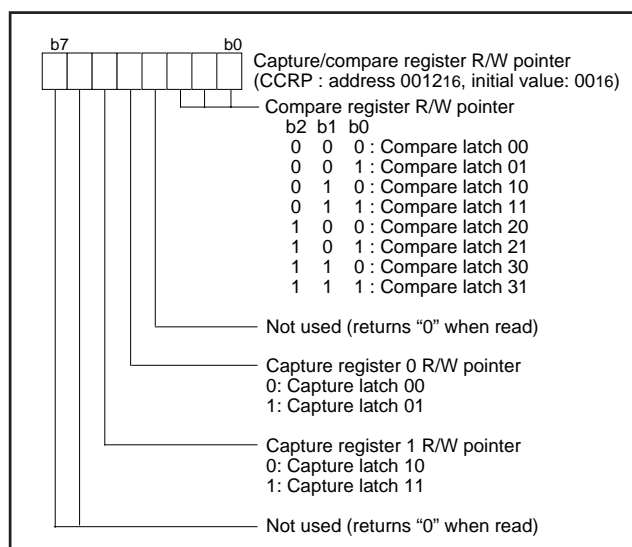 b7 b0
Capture/compare register R/W pointer
(CCRP : address 001216, initial value: 0016)
Compare register R/W pointer
b2 b1 b0
0 0 0 : Compare latch 00
0 0 1 : Compare latch 01
0 1 0 : Compare latch 10
0 1 1 : Compare latch 11
1 0 0 : Compare latch 20
1 0 1 : Compare latch 21
1 1 0 : Compare latch 30
1 1 1 : Compare latch 31
Not used (returns “0” when read)
Capture register 0 R/W pointer
0: Capture latch 00
1: Capture latch 01
Capture register 1 R/W pointer
0: Capture latch 10
1: Capture latch 11
Not used (returns “0” when read)